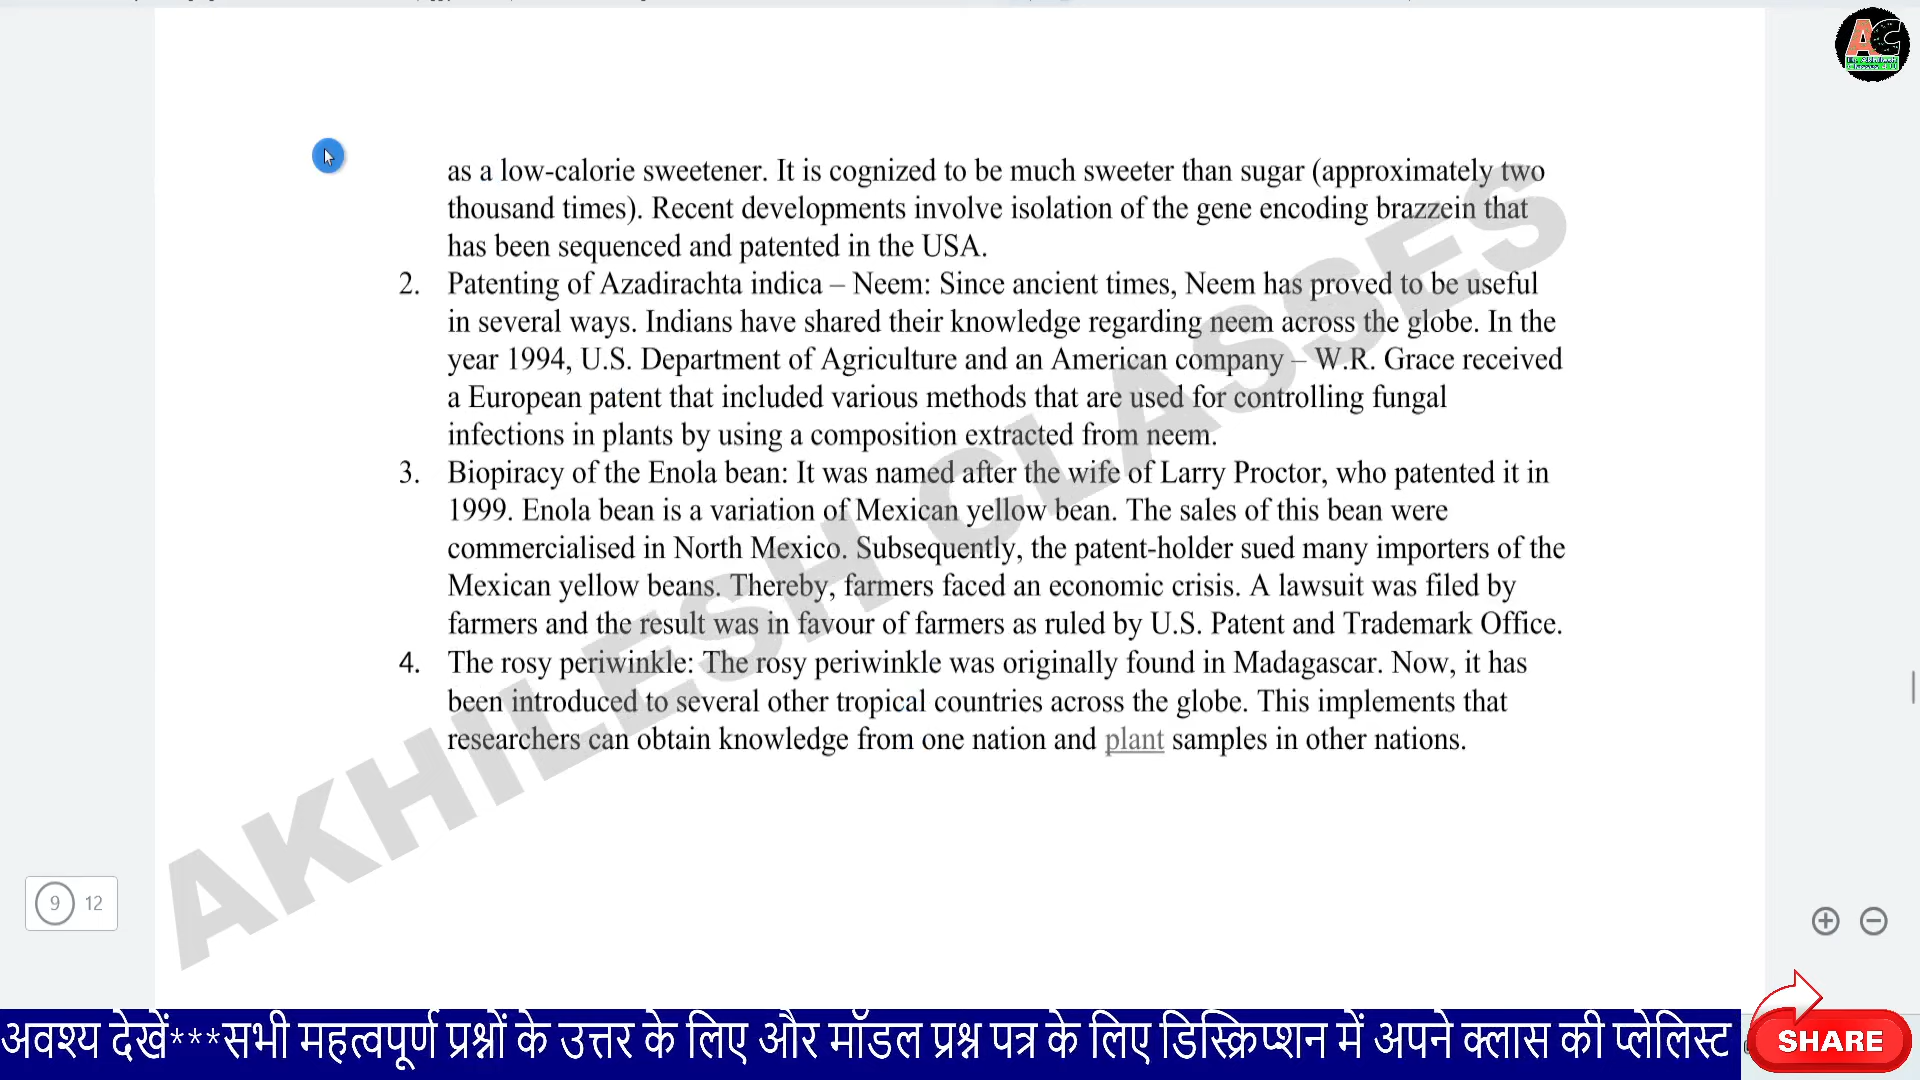 as a low-calorie sweetener. It is cognized to be much sweeter than sugar (approximately two
thousand times). Recent developments involve isolation of the gene encoding brazzein that
has been sequenced and patented in the USA.
2. Patenting of Azadirachta indica – Neem: Since ancient times, Neem has proved to be useful
in several ways. Indians have shared their knowledge regarding neem across the globe. In the
year 1994, U.S. Department of Agriculture and an American company – W.R. Grace received
a European patent that included various methods that are used for controlling fungal
infections in plants by using a composition extracted from neem.
3. Biopiracy of the Enola bean: It was named after the wife of Larry Proctor, who patented it in
1999. Enola bean is a variation of Mexican yellow bean. The sales of this bean were
commercialised in North Mexico. Subsequently, the patent-holder sued many importers of the
Mexican yellow beans. Thereby, farmers faced an economic crisis. A lawsuit was filed by
farmers and the result was in favour of farmers as ruled by U.S. Patent and Trademark Office.
4. The rosy periwinkle: The rosy periwinkle was originally found in Madagascar. Now, it has
been introduced to several other tropical countries across the globe. This implements that
researchers can obtain knowledge from one nation and plant samples in other nations.
AKHILESH CLASSES
AC
9 12
अवश्य देखें***सभी महत्वपूर्ण प्रश्नों के उत्तर के लिए और मॉडल प्रश्न पत्र के लिए डिस्क्रिप्शन में अपने क्लास की प्लेलिस्ट
SHARE